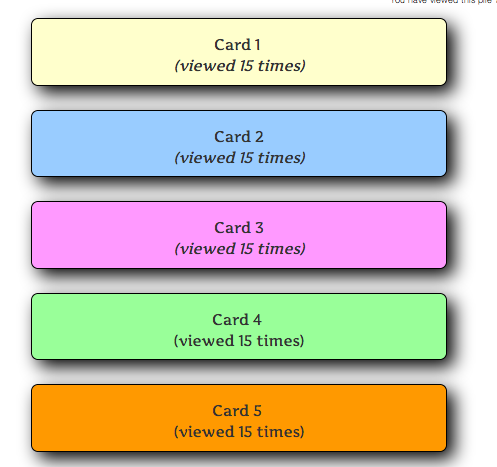 You have viewed this pile
Card 1
(viewed 15 times)
Card 2
(viewed 15 times)
Card 3
(viewed 15 times)
Card 4
(viewed 15 times)
Card 5
(viewed 15 times)